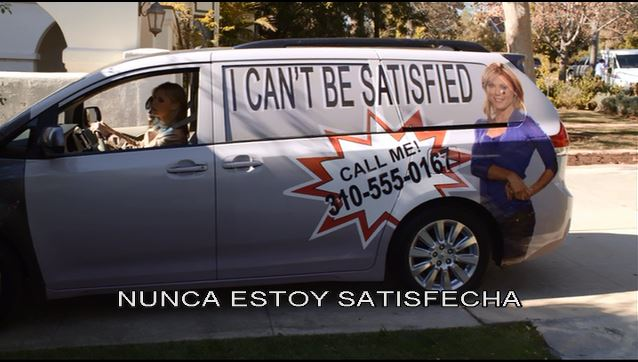 I CAN'T BE SATISFIED
CALL ME!
310-555-0167
NUNCA ESTOY SATISFECHA